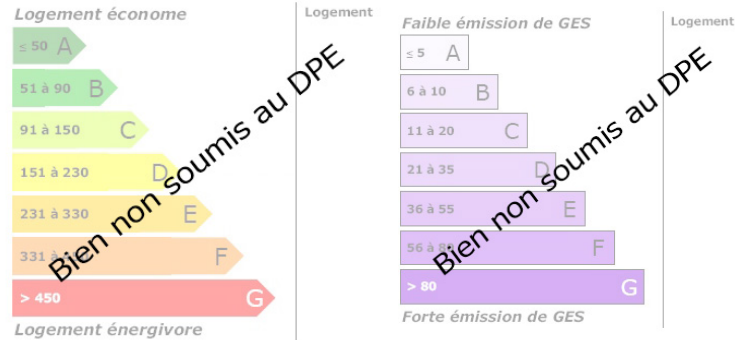 Logement économe
Logement
≤ 50 A
51 à 90 B
91 à 150 C
151 à 230 D
231 à 330 E
331 à F
> 450 G
Logement énergivore
Bien non soumis au DPE
Faible émission de GES
Logement
≤ 5 A
6 à 10 B
11 à 20 C
21 à 35 D
36 à 55 E
56 à 80 F
> 80 G
Forte émission de GES
Bien non soumis au DPE